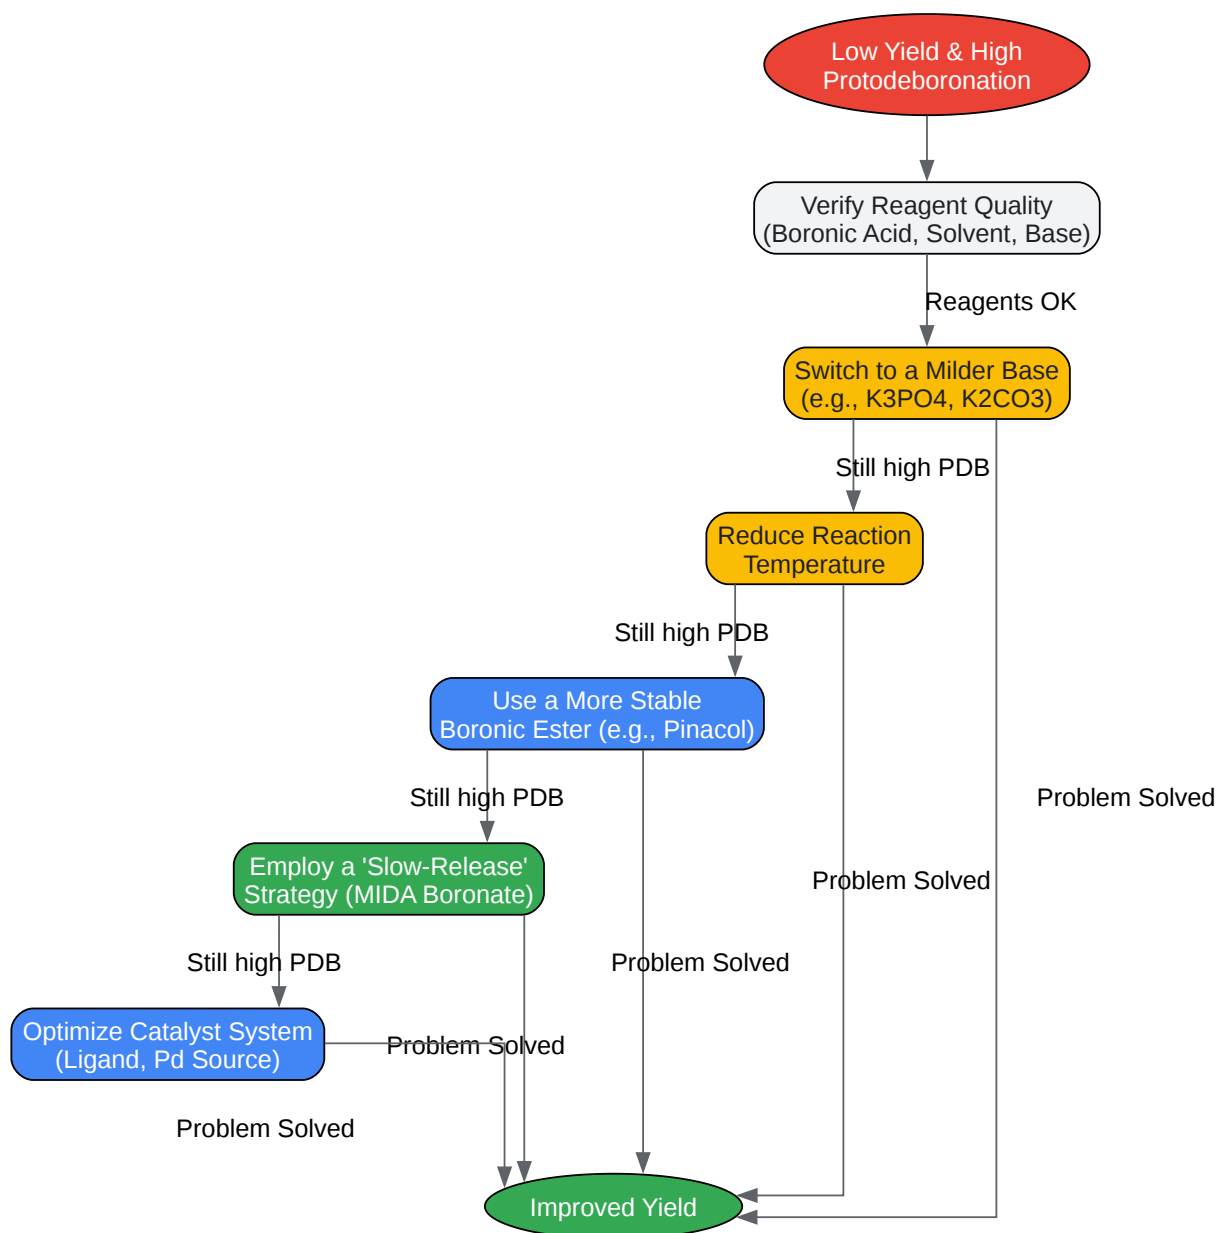 Low Yield & High
Protodeboronation
Verify Reagent Quality
(Boronic Acid, Solvent, Base)
Reagents OK
Switch to a Milder Base
(e.g., K3PO4, K2CO3)
Still high PDB
Reduce Reaction
Temperature
Still high PDB
Use a More Stable
Boronic Ester (e.g., Pinacol)
Still high PDB
Problem Solved
Employ a 'Slow-Release'
Strategy (MIDA Boronate)
Problem Solved
Still high PDB
Problem Solved
Optimize Catalyst System
(Ligand, Pd Source)
Problem Solved
Problem Solved
Improved Yield